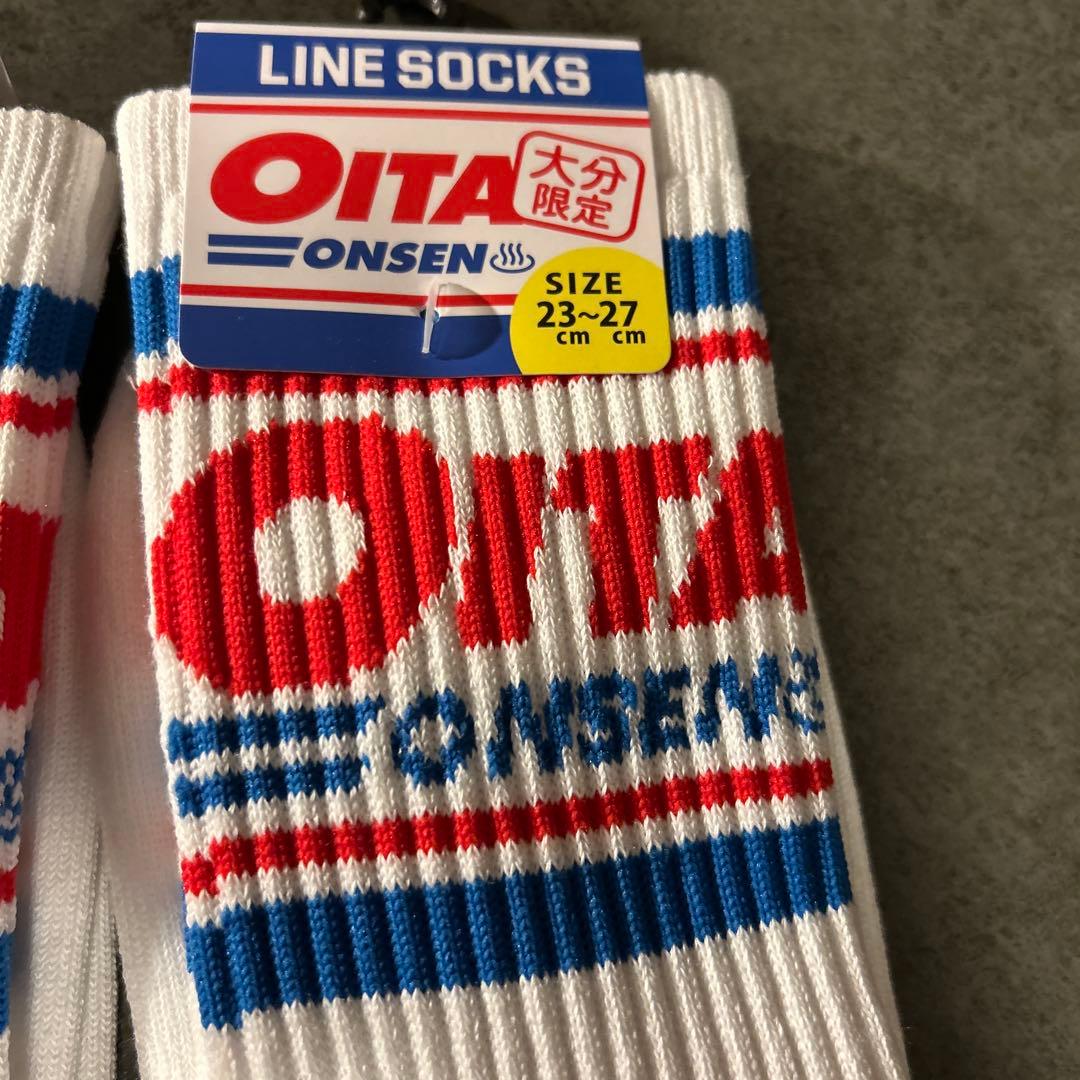 LINE SOCKS
OITA
大分
限定
ONSEN♨
SIZE
23~27
cm cm
OITA
ONSEN♨